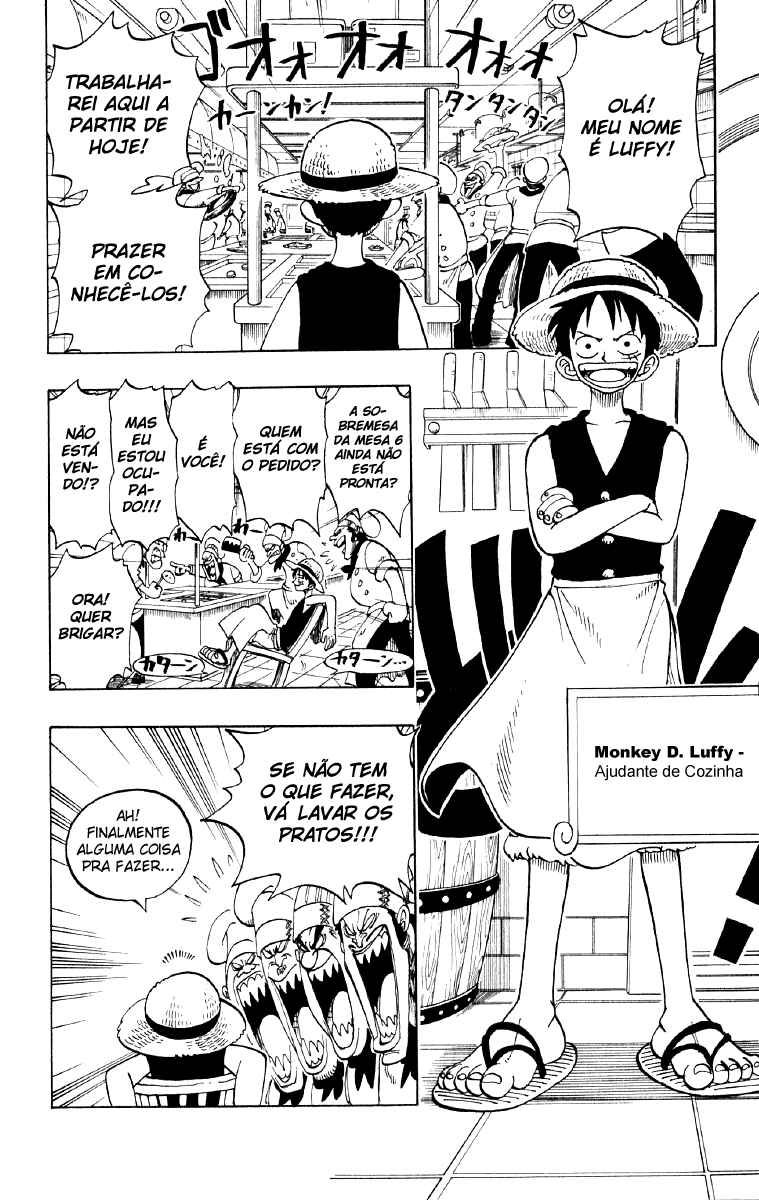 ゴオオオオオオ
OLÁ!
MEU NOME
É LUFFY!
TRABALHA-
REI AQUI A
PARTIR DE
HOJE!
PRAZER
EM CO-
NHECÊ-LOS!
カーンカン!
タンタンタン
A SO-
BREMESA
DA MESA 6
AINDA NÃO
ESTÁ
PRONTA?
QUEM
ESTÁ COM
O PEDIDO?
É
VOCÊ!
MAS
EU
ESTOU
OCU-
PA-
DO!!!
NÃO
ESTÁ
VEN-
DO!?
ORA!
QUER
BRIGAR?
カターン
カターン...
Monkey D. Luffy -
Ajudante de Cozinha
SE NÃO TEM
O QUE FAZER,
VÁ LAVAR OS
PRATOS!!!
AH!
FINALMENTE
ALGUMA COISA
PRA FAZER...